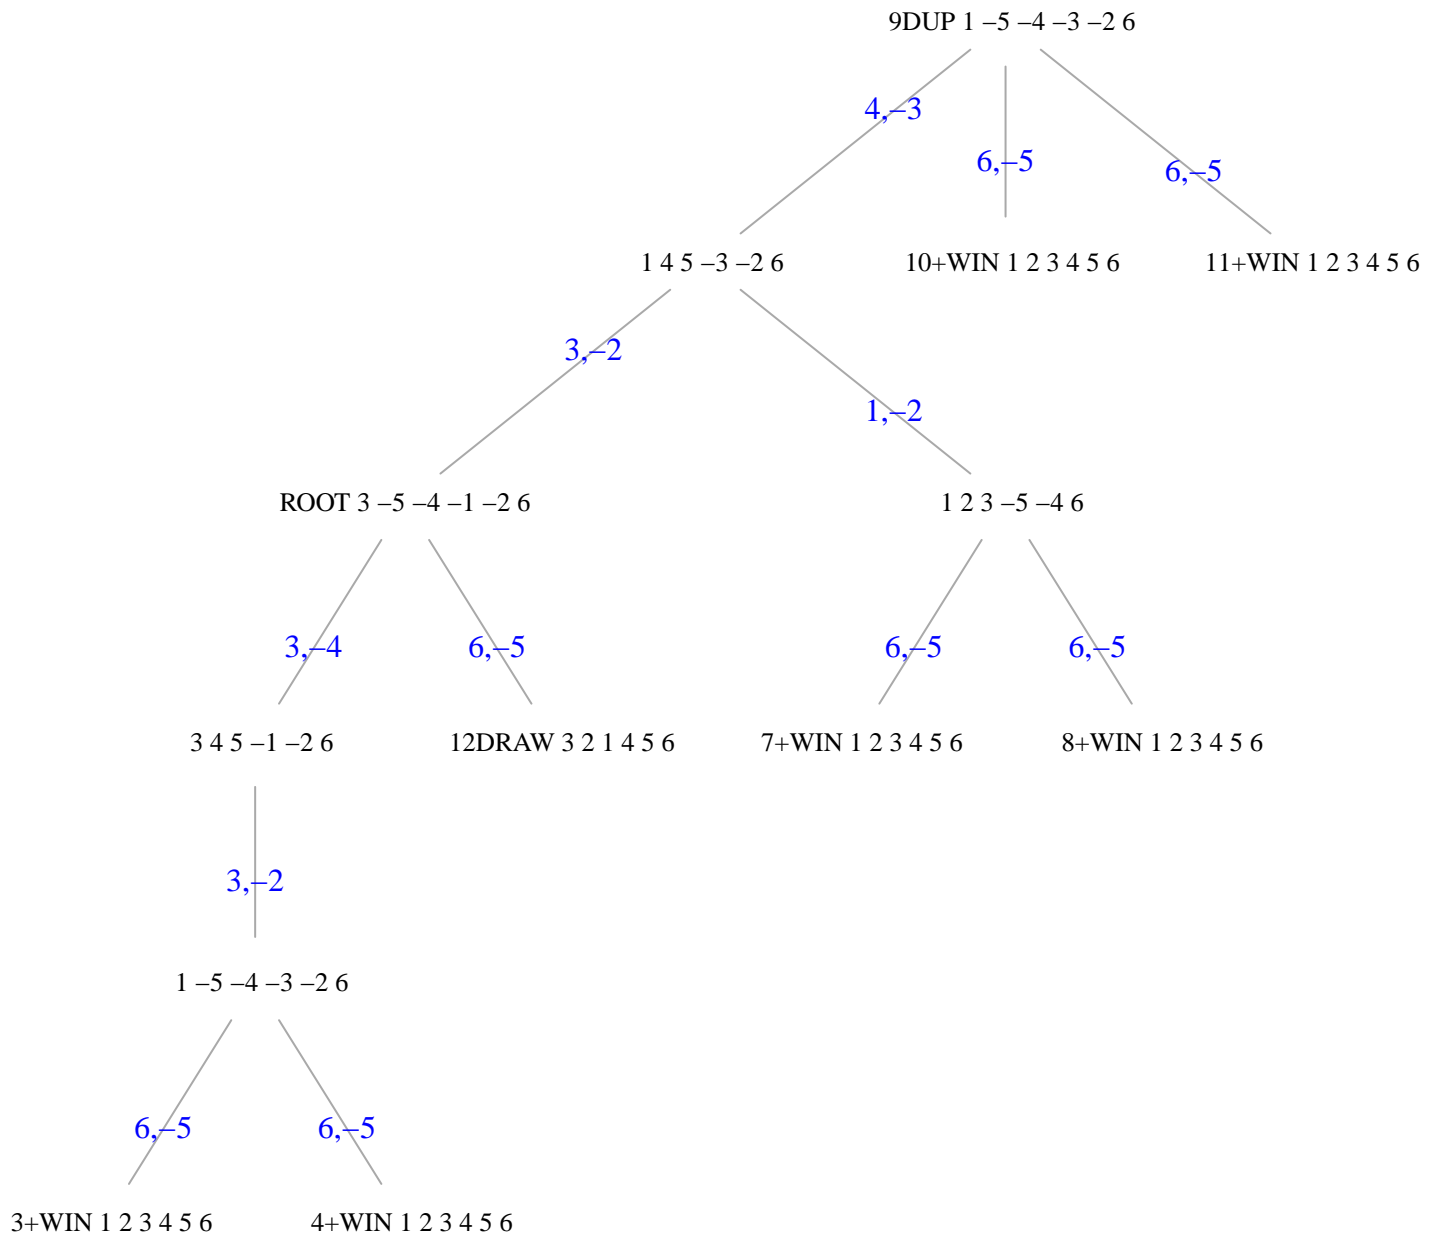 9DUP 1 –5 –4 –3 –2 6
4,–3
6,–5
6,–5
1 4 5 –3 –2 6
10+WIN 1 2 3 4 5 6
11+WIN 1 2 3 4 5 6
3,–2
1,–2
ROOT 3 –5 –4 –1 –2 6
1 2 3 –5 –4 6
3,–4
6,–5
6,–5
6,–5
3 4 5 –1 –2 6
12DRAW 3 2 1 4 5 6
7+WIN 1 2 3 4 5 6
8+WIN 1 2 3 4 5 6
3,–2
1 –5 –4 –3 –2 6
6,–5
6,–5
3+WIN 1 2 3 4 5 6
4+WIN 1 2 3 4 5 6